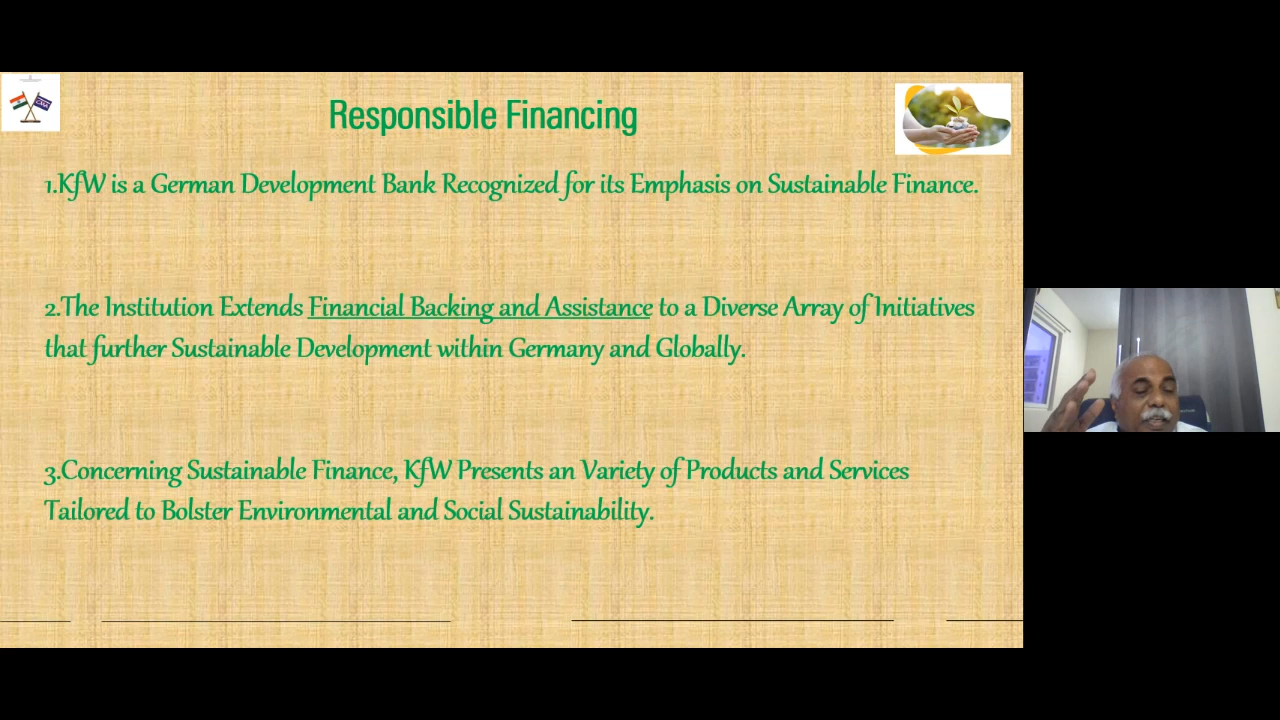 Responsible Financing
1.KfW is a German Development Bank Recognized for its Emphasis on Sustainable Finance.
2.The Institution Extends Financial Backing and Assistance to a Diverse Array of Initiatives
that further Sustainable Development within Germany and Globally.
3.Concerning Sustainable Finance, KfW Presents an Variety of Products and Services
Tailored to Bolster Environmental and Social Sustainability.